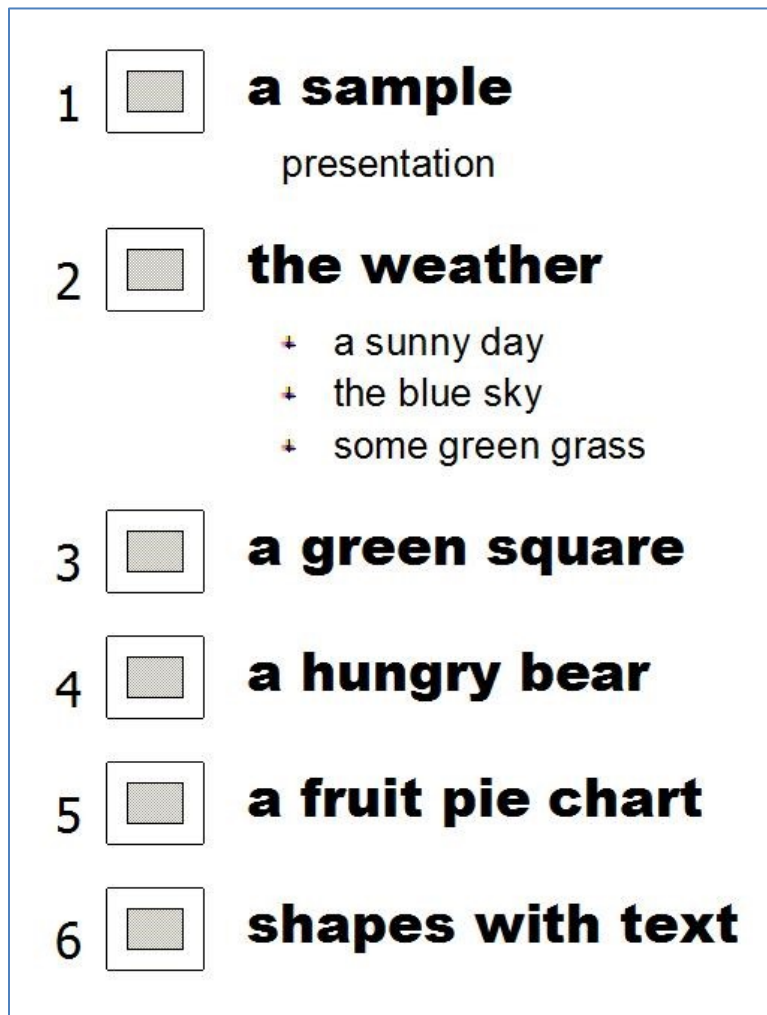 1 a sample
presentation
2 the weather
a sunny day
the blue sky
some green grass
3 a green square
4 a hungry bear
5 a fruit pie chart
6 shapes with text